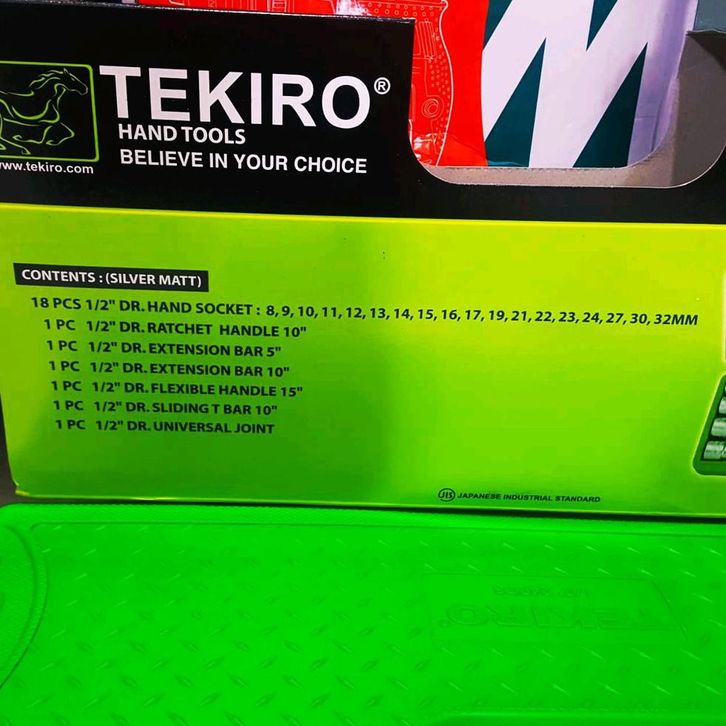 TEKIRO®
HAND TOOLS
BELIEVE IN YOUR CHOICE
www.tekiro.com
CONTENTS : (SILVER MATT)
18 PCS 1/2" DR. HAND SOCKET : 8, 9, 10, 11, 12, 13, 14, 15, 16, 17, 19, 21, 22, 23, 24, 27, 30, 32MM
1 PC 1/2" DR. RATCHET HANDLE 10"
1 PC 1/2" DR. EXTENSION BAR 5"
1 PC 1/2" DR. EXTENSION BAR 10"
1 PC 1/2" DR. FLEXIBLE HANDLE 15"
1 PC 1/2" DR. SLIDING T BAR 10"
1 PC 1/2" DR. UNIVERSAL JOINT
JIS JAPANESE INDUSTRIAL STANDARD
TEKIRO®